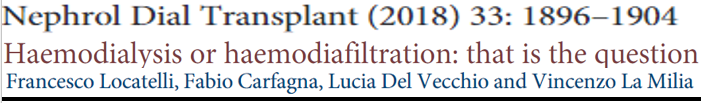 Nephrol Dial Transplant (2018) 33: 1896–1904
Haemodialysis or haemodiafiltration: that is the question
Francesco Locatelli, Fabio Carfagna, Lucia Del Vecchio and Vincenzo La Milia